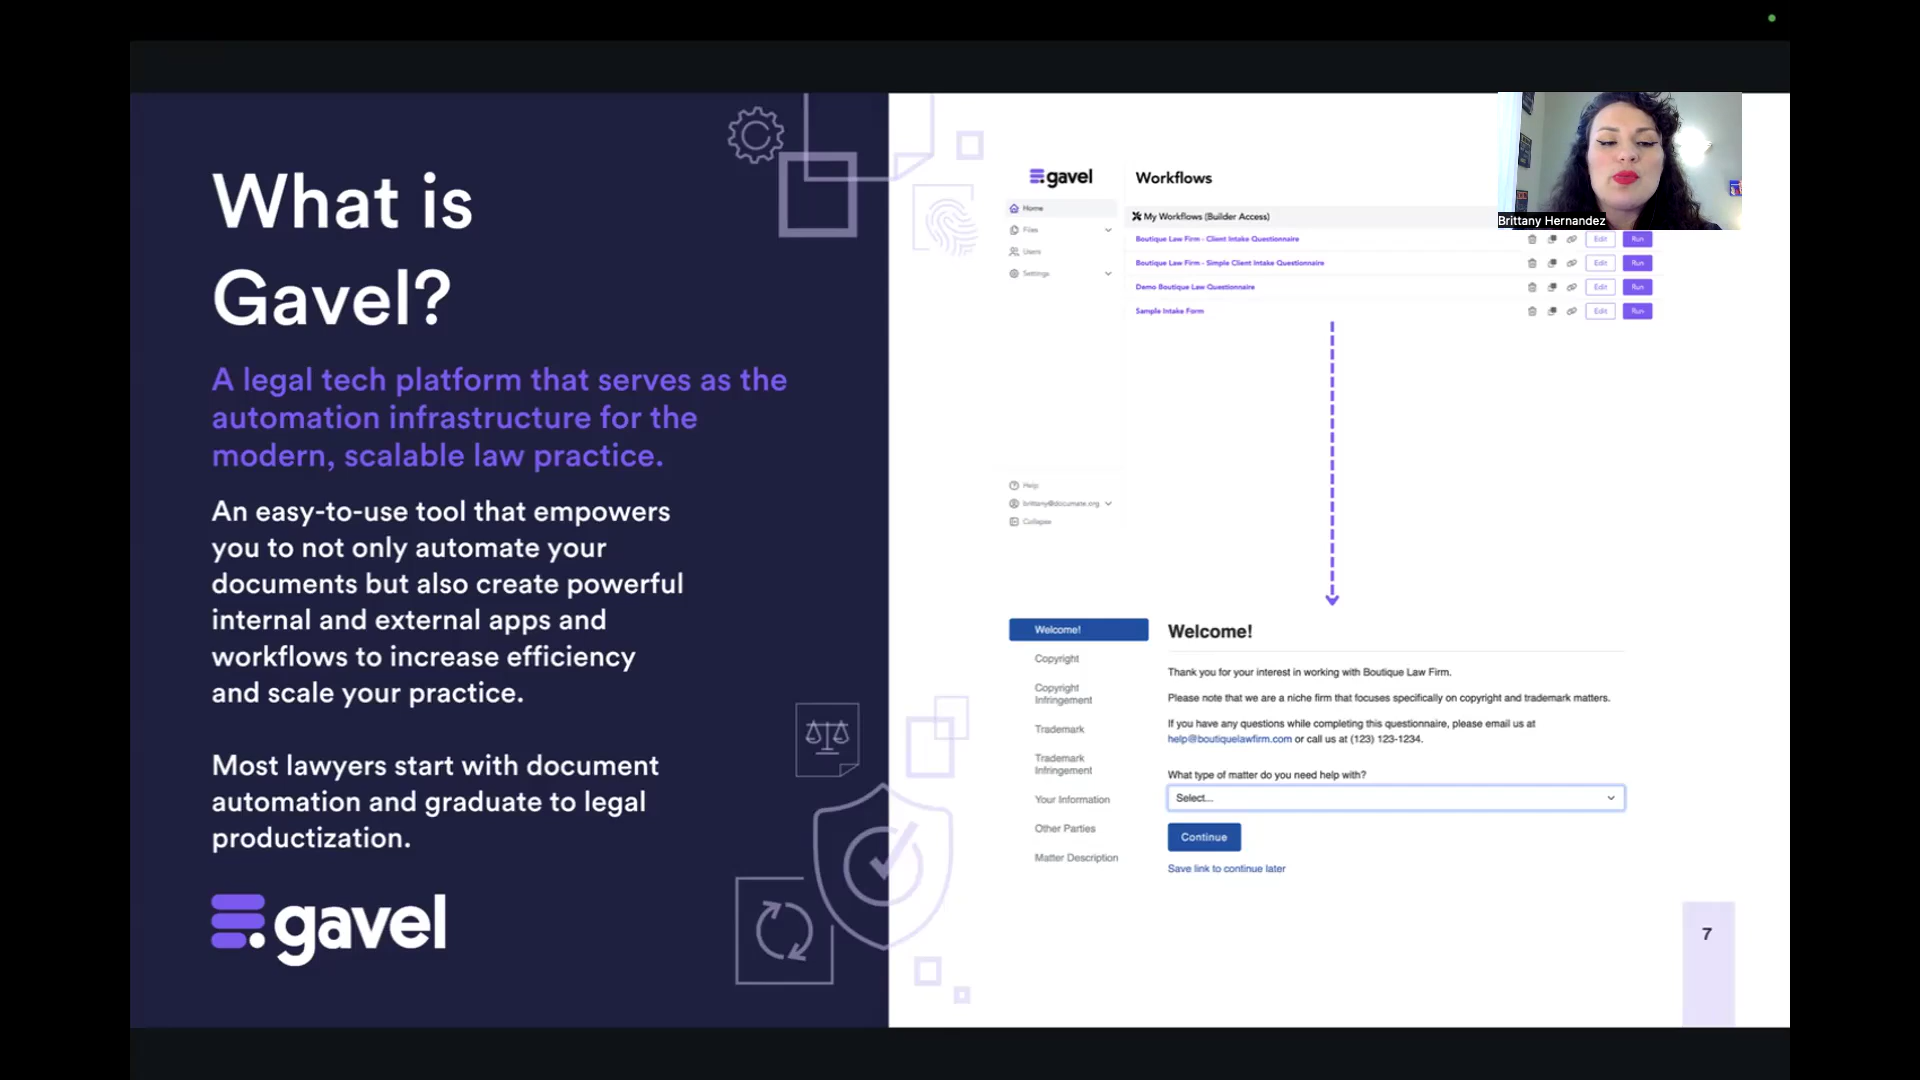 What is
Gavel?
A legal tech platform that serves as the
automation infrastructure for the
modern, scalable law practice.
An easy-to-use tool that empowers
you to not only automate your
documents but also create powerful
internal and external apps and
workflows to increase efficiency
and scale your practice.
Most lawyers start with document
automation and graduate to legal
productization.
gavel
gavel
Home
Files
Users
Settings
Help
brittany@documate.org
Collapse
Workflows
My Workflows (Builder Access)
Boutique Law Firm - Client Intake Questionnaire
Edit Run
Boutique Law Firm - Simple Client Intake Questionnaire
Edit Run
Demo Boutique Law Questionnaire
Edit Run
Sample Intake Form
Edit Run
Brittany Hernandez
Welcome!
Copyright
Copyright
Infringement
Trademark
Trademark
Infringement
Your Information
Other Parties
Matter Description
Welcome!
Thank you for your interest in working with Boutique Law Firm.
Please note that we are a niche firm that focuses specifically on copyright and trademark matters.
If you have any questions while completing this questionnaire, please email us at
help@boutiquelawfirm.com or call us at (123) 123-1234.
What type of matter do you need help with?
Select...
Continue
Save link to continue later
7